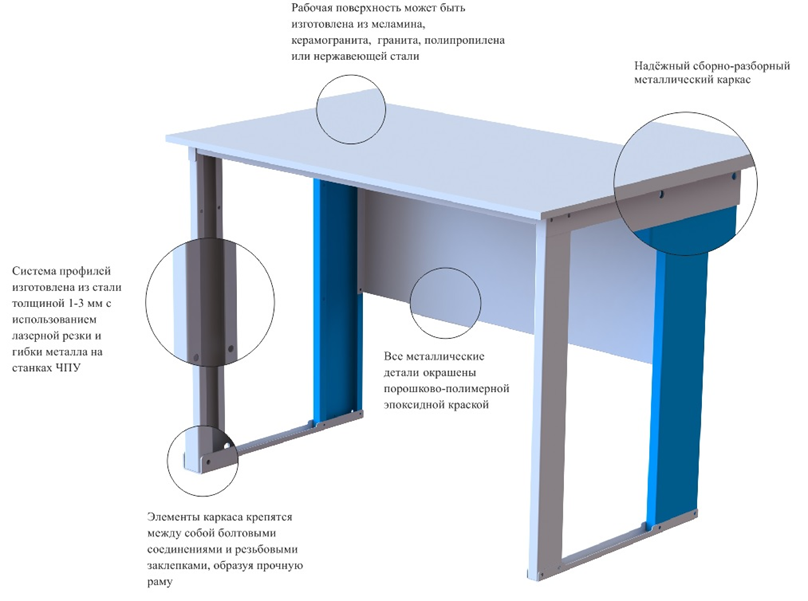 Рабочая поверхность может быть
изготовлена из меламина,
керамогранита, гранита, полипропилена
или нержавеющей стали
Надёжный сборно-разборный
металлический каркас
Система профилей
изготовлена из стали
толщиной 1-3 мм с
использованием
лазерной резки и
гибки металла на
станках ЧПУ
Все металлические
детали окрашены
порошково-полимерной
эпоксидной краской
Элементы каркаса крепятся
между собой болтовыми
соединениями и резьбовыми
заклепками, образуя прочную
раму